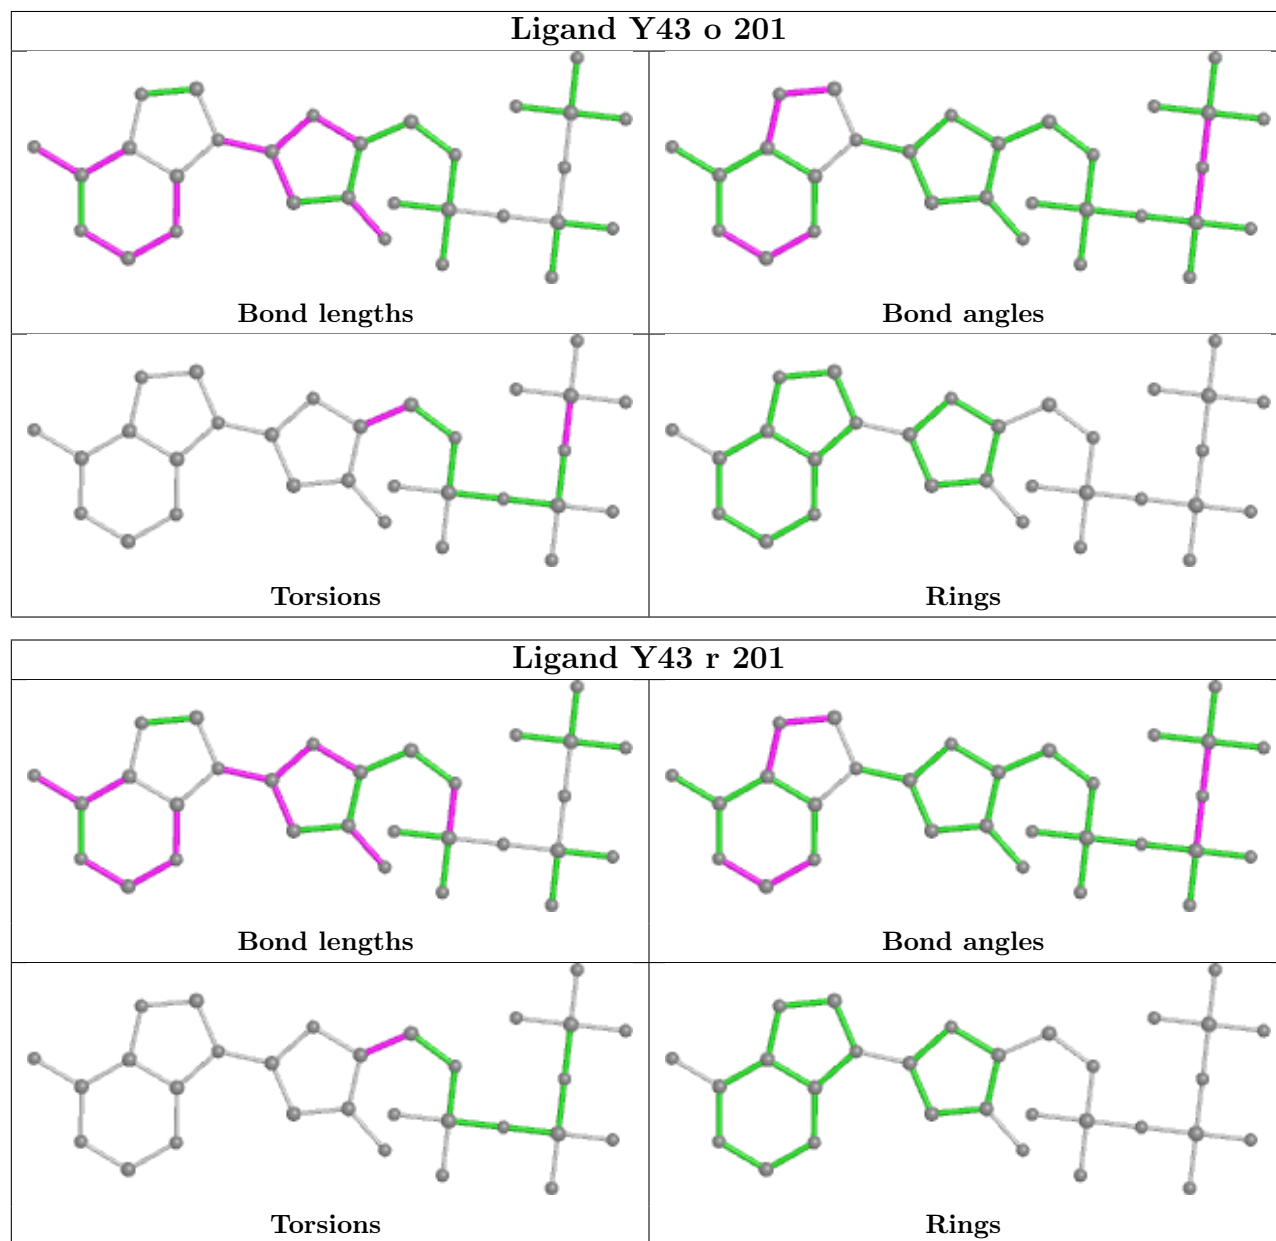 Ligand Y43 o 201
Bond lengths
Bond angles
Torsions
Rings
Ligand Y43 r 201
Bond lengths
Bond angles
Torsions
Rings